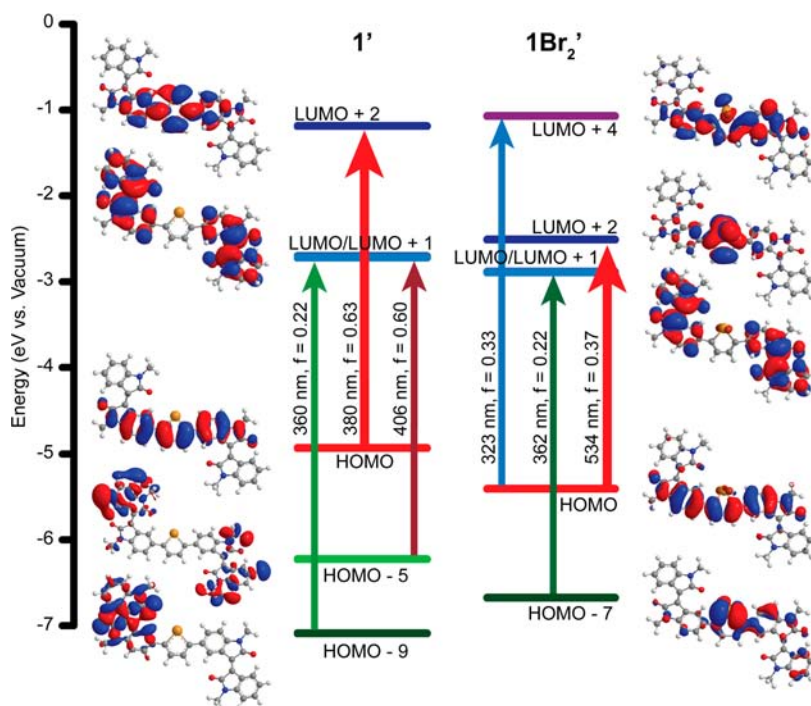 0
1'
1Br₂'
-1
LUMO + 2
LUMO + 4
-2
LUMO + 2
LUMO/LUMO + 1
LUMO/LUMO + 1
-3
Energy (eV vs. Vacuum)
360 nm, f = 0.22
380 nm, f = 0.63
406 nm, f = 0.60
323 nm, f = 0.33
362 nm, f = 0.22
534 nm, f = 0.37
-4
-5
HOMO
HOMO
-6
HOMO - 5
HOMO - 7
-7
HOMO - 9